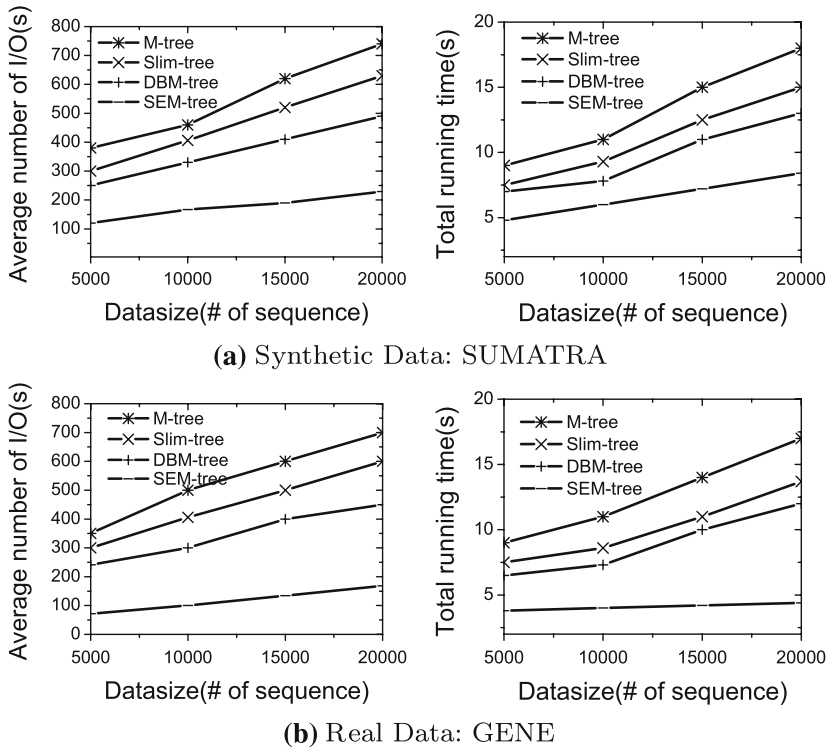 Average number of I/O(s)
800
700
600
500
400
300
200
100
M-tree
Slim-tree
DBM-tree
SEM-tree
5000 10000 15000 20000
Datasize(# of sequence)
Total running time(s)
20
15
10
5
M-tree
Slim-tree
DBM-tree
SEM-tree
5000 10000 15000 20000
Datasize(# of sequence)
(a) Synthetic Data: SUMATRA
Average number of I/O(s)
800
700
600
500
400
300
200
100
0
M-tree
Slim-tree
DBM-tree
SEM-tree
5000 10000 15000 20000
Datasize(# of sequence)
Total running time(s)
20
15
10
5
M-tree
Slim-tree
DBM-tree
SEM-tree
5000 10000 15000 20000
Datasize(# of sequence)
(b) Real Data: GENE